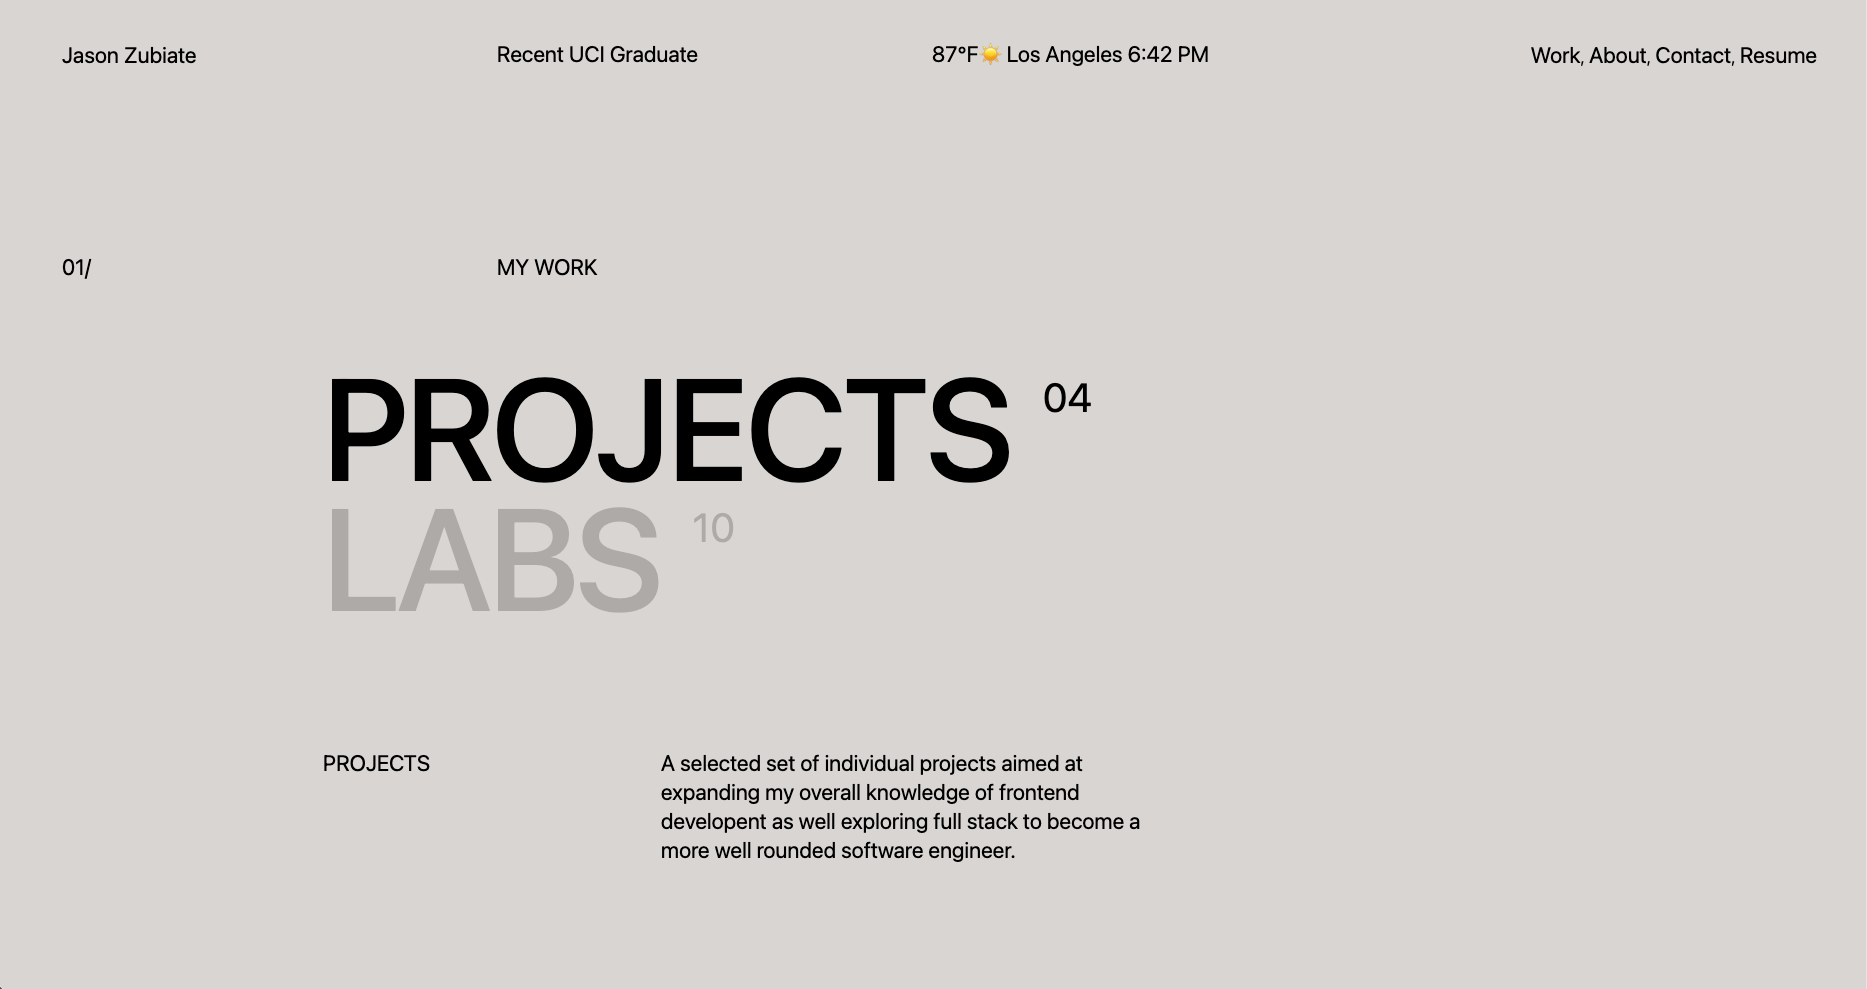 Jason Zubiate
Recent UCI Graduate
87°F☀️ Los Angeles 6:42 PM
Work, About, Contact, Resume
01/
MY WORK
PROJECTS 04
LABS 10
PROJECTS
A selected set of individual projects aimed at
expanding my overall knowledge of frontend
developent as well exploring full stack to become a
more well rounded software engineer.